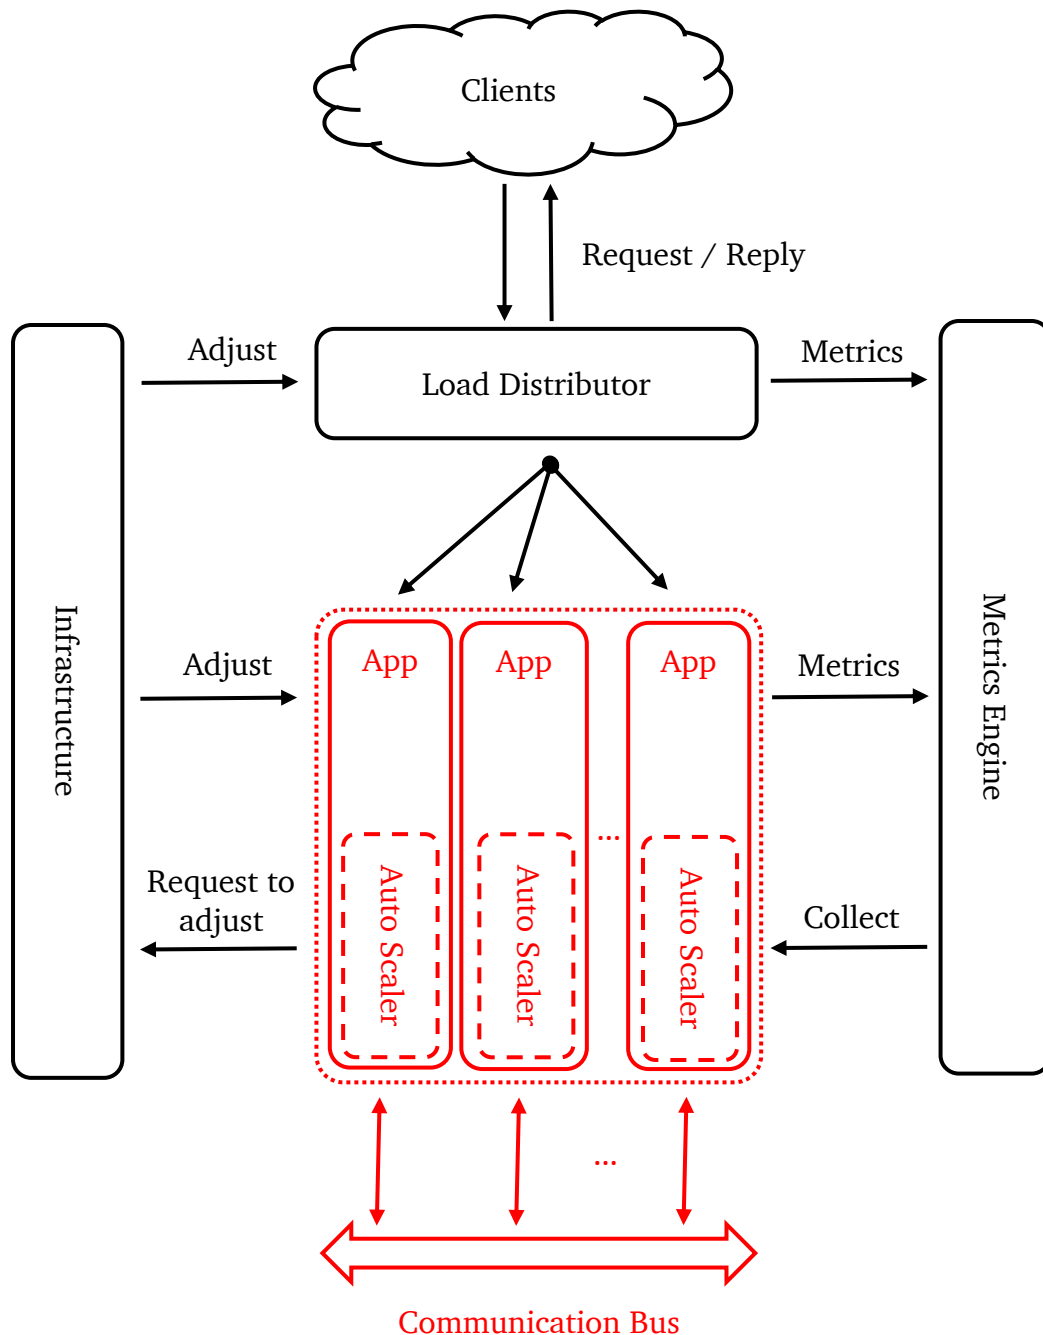 Clients
Request / Reply
Adjust
Load Distributor
Metrics
Infrastructure
Adjust
App
App
App
Metrics
Metrics Engine
...
Auto Scaler
Auto Scaler
Auto Scaler
Request to
adjust
Collect
...
Communication Bus